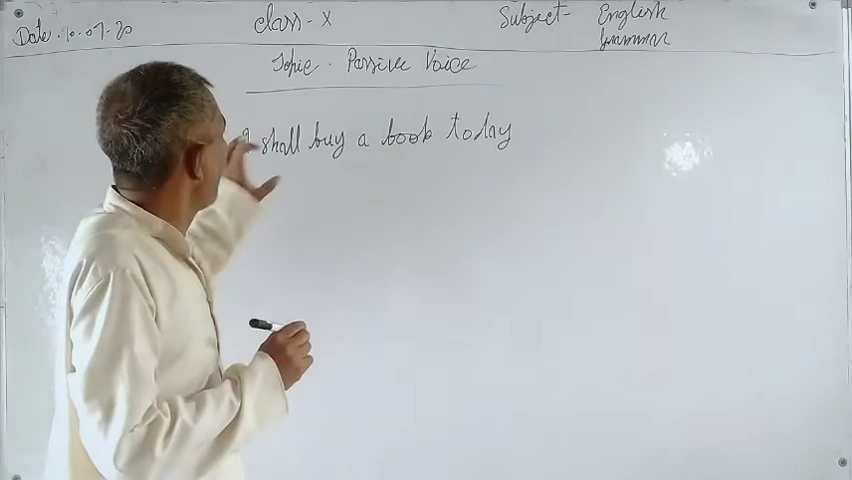 Date. 10-07-20 Class - X Subject - English
Grammar
Topic. Passive Voice
I shall buy a book today